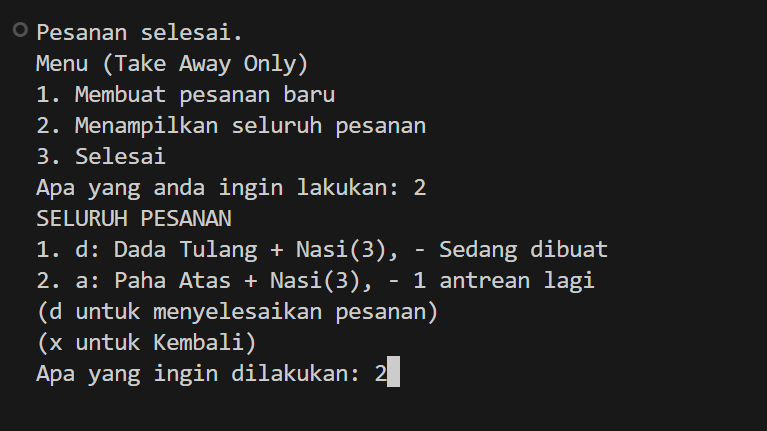 Pesanan selesai.
Menu (Take Away Only)
1. Membuat pesanan baru
2. Menampilkan seluruh pesanan
3. Selesai
Apa yang anda ingin lakukan: 2
SELURUH PESANAN
1. d: Dada Tulang + Nasi(3), - Sedang dibuat
2. a: Paha Atas + Nasi(3), - 1 antrean lagi
(d untuk menyelesaikan pesanan)
(x untuk Kembali)
Apa yang ingin dilakukan: 2